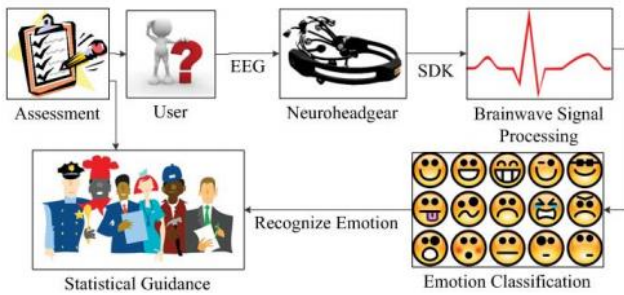 EEG
SDK
Assessment
User
Neuroheadgear
Brainwave Signal
Processing
Recognize Emotion
Statistical Guidance
Emotion Classification